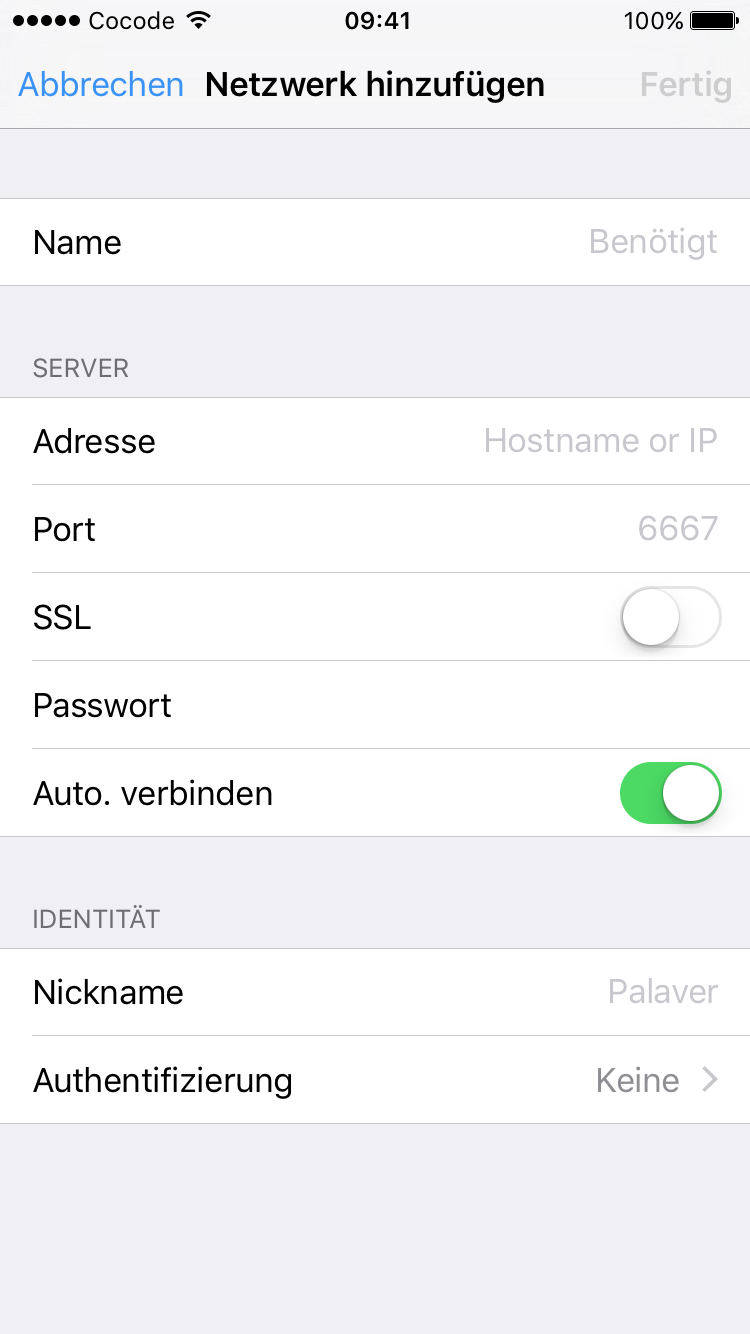 Cocode 09:41 100%
Abbrechen Netzwerk hinzufügen Fertig
Name Benötigt
SERVER
Adresse Hostname or IP
Port 6667
SSL
Passwort
Auto. verbinden
IDENTITÄT
Nickname Palaver
Authentifizierung Keine